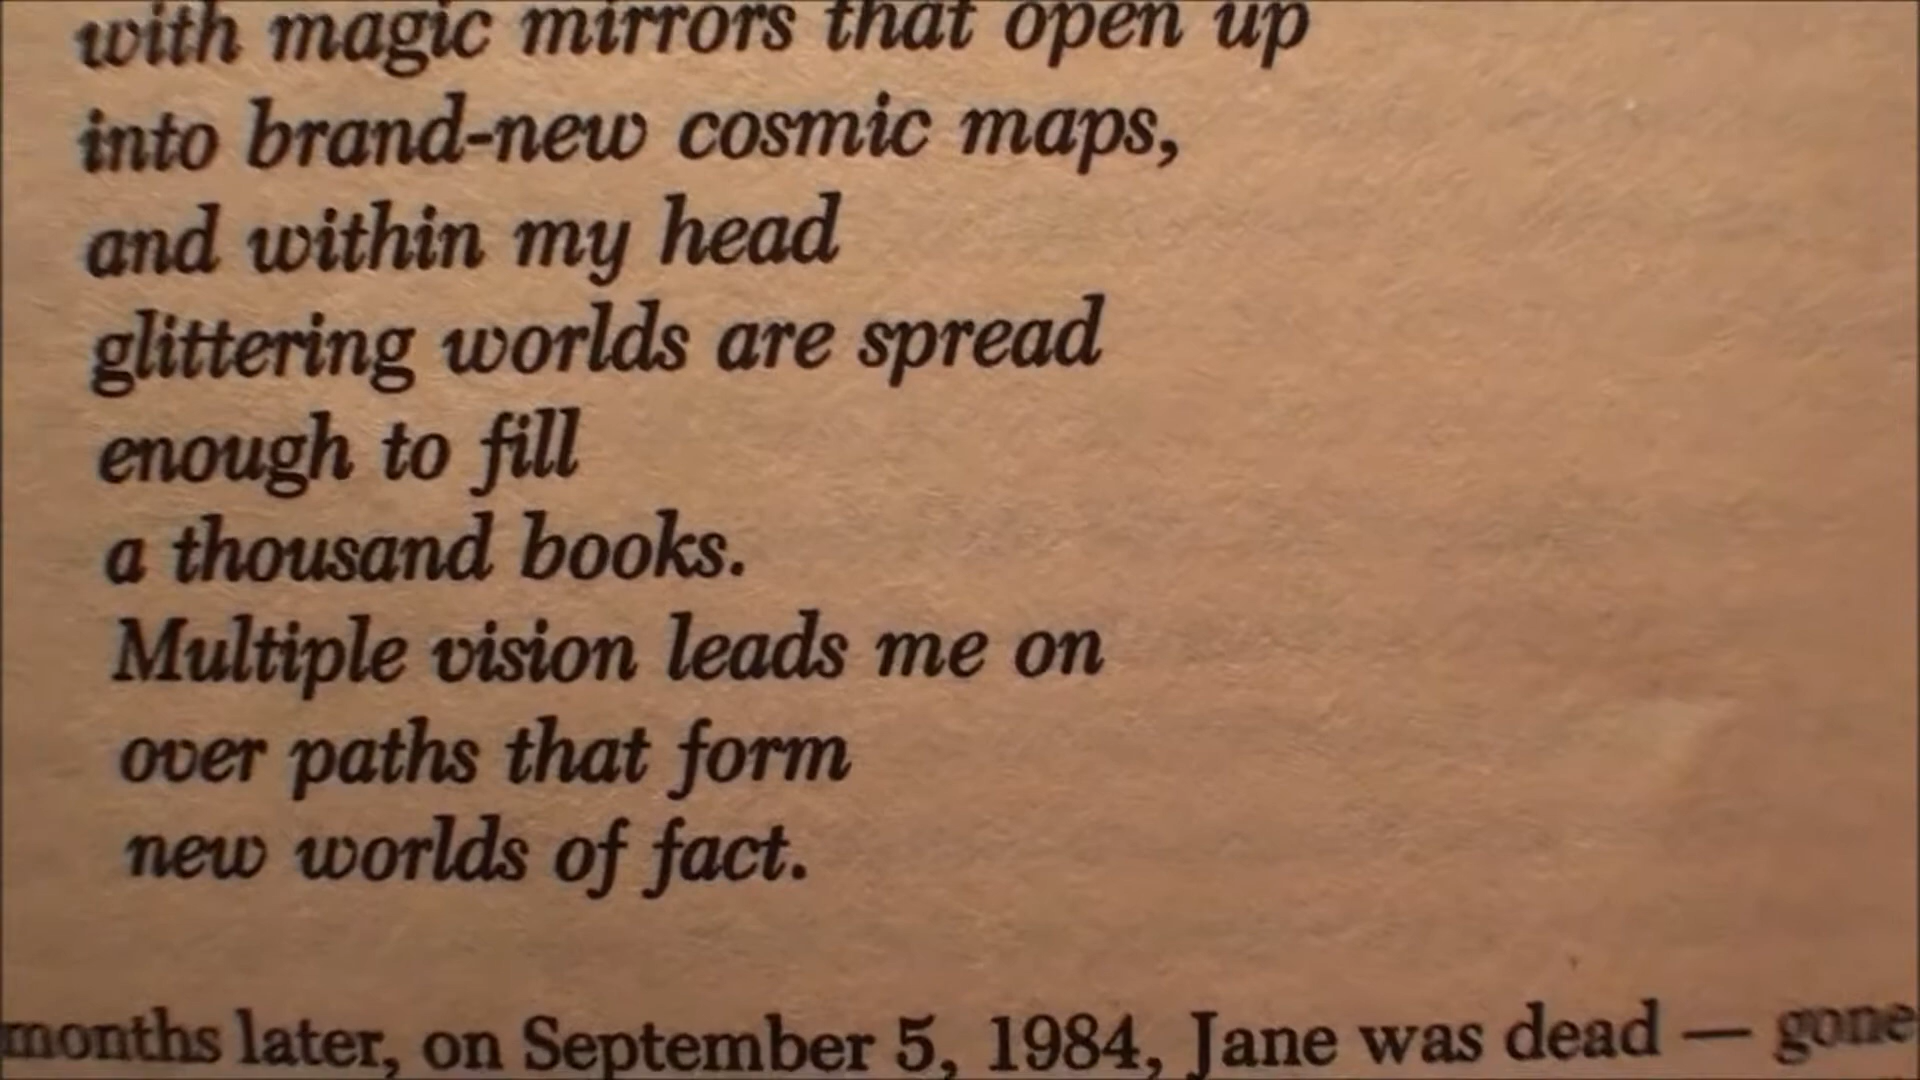 with magic mirrors that open up
into brand-new cosmic maps,
and within my head
glittering worlds are spread
enough to fill
a thousand books.
Multiple vision leads me on
over paths that form
new worlds of fact.
months later, on September 5, 1984, Jane was dead — gone